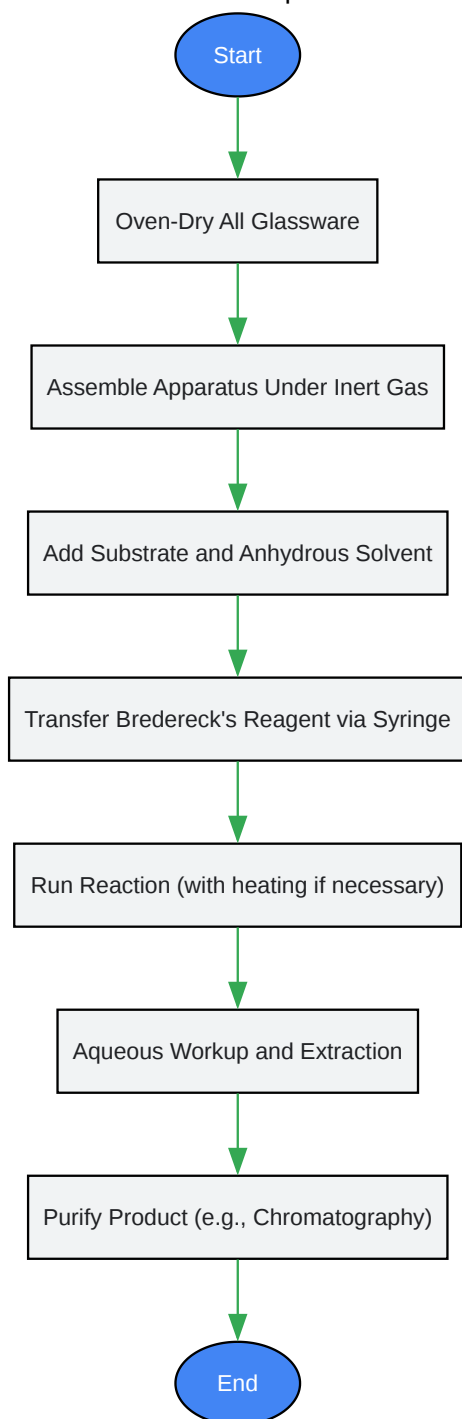 Start
Oven-Dry All Glassware
Assemble Apparatus Under Inert Gas
Add Substrate and Anhydrous Solvent
Transfer Bredereck's Reagent via Syringe
Run Reaction (with heating if necessary)
Aqueous Workup and Extraction
Purify Product (e.g., Chromatography)
End